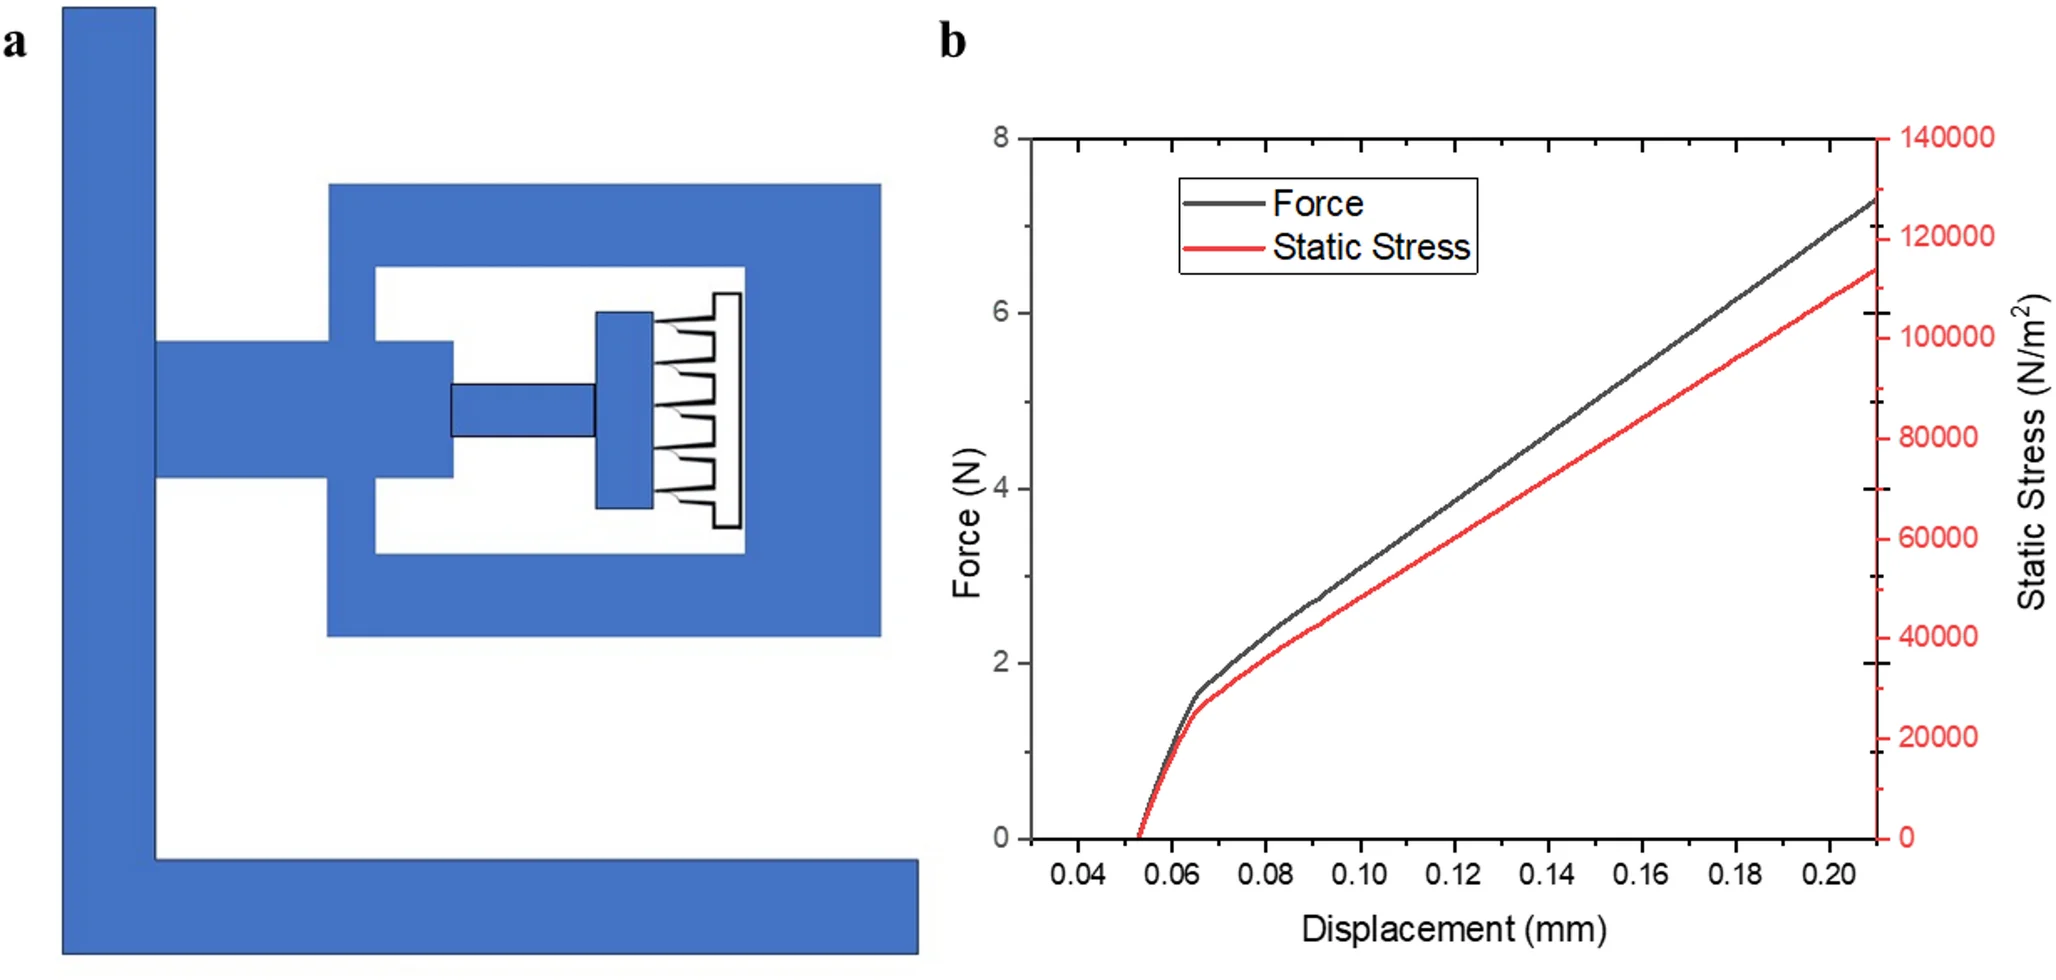 a
b
Force
Static Stress
8
6
4
2
0
Force (N)
140000
120000
100000
80000
60000
40000
20000
0
Static Stress (N/m²)
0.04 0.06 0.08 0.10 0.12 0.14 0.16 0.18 0.20
Displacement (mm)